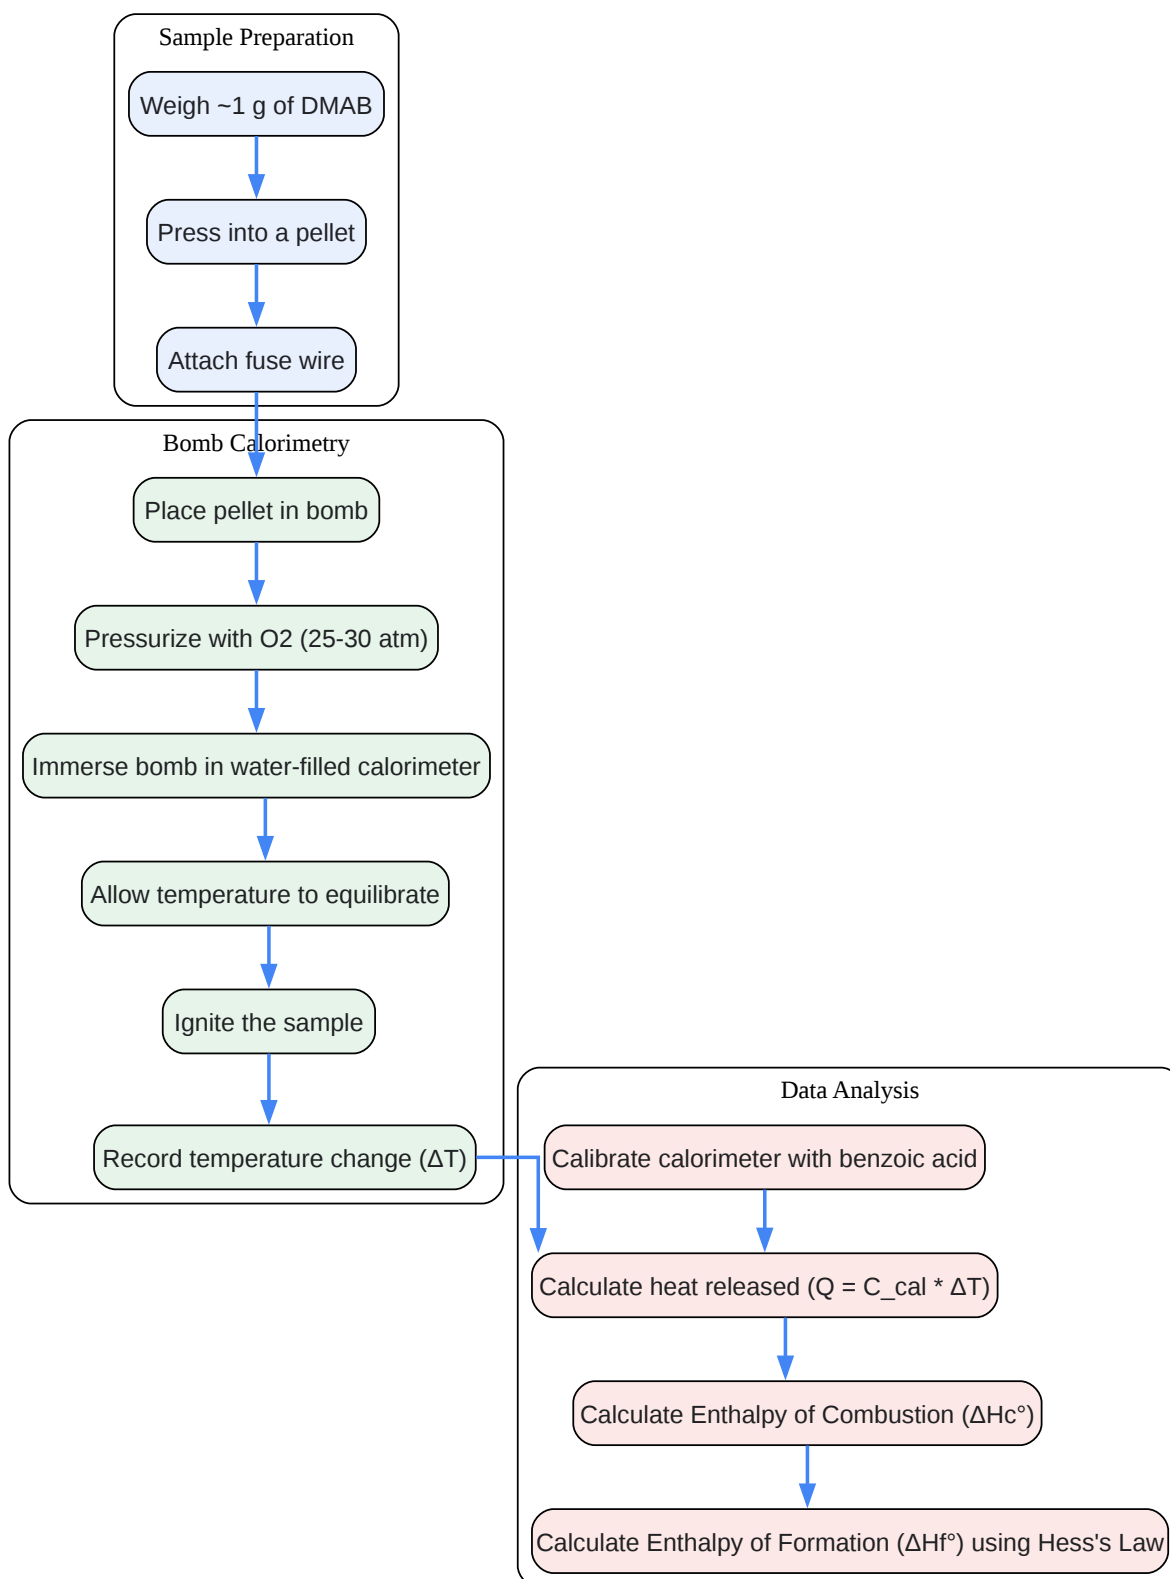 Sample Preparation
Weigh ~1 g of DMAB
Press into a pellet
Attach fuse wire
Bomb Calorimetry
Place pellet in bomb
Pressurize with O2 (25-30 atm)
Immerse bomb in water-filled calorimeter
Allow temperature to equilibrate
Ignite the sample
Record temperature change (ΔT)
Data Analysis
Calibrate calorimeter with benzoic acid
Calculate heat released (Q = C_cal * ΔT)
Calculate Enthalpy of Combustion (ΔHc°)
Calculate Enthalpy of Formation (ΔHf°) using Hess's Law